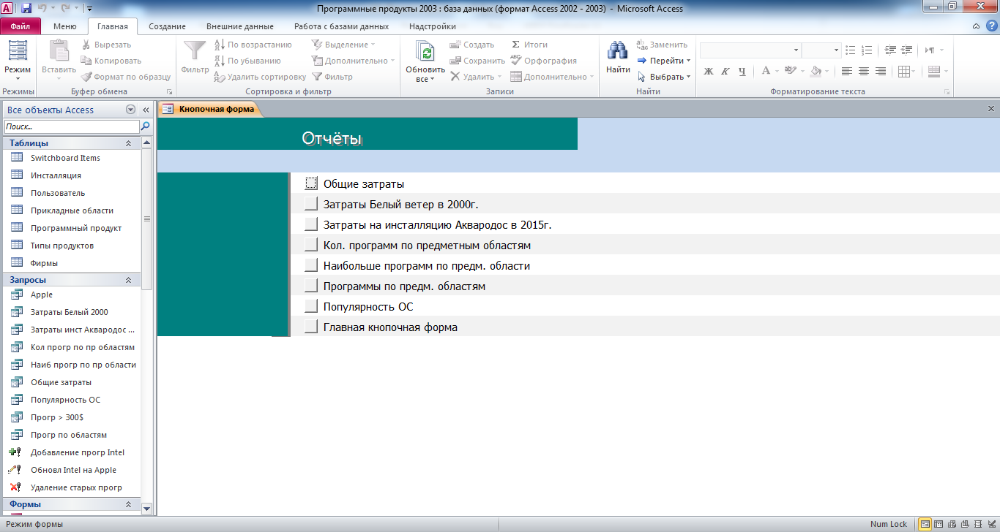 Программные продукты 2003 : база данных (формат Access 2002 - 2003)  -  Microsoft Access
Файл Меню Главная Создание Внешние данные Работа с базами данных Надстройки
Режим
Режимы
Вставить
Вырезать
Копировать
Формат по образцу
Буфер обмена
Фильтр
По возрастанию
По убыванию
Удалить сортировку
Выделение
Дополнительно
Фильтр
Сортировка и фильтр
Обновить
все
Создать
Сохранить
Удалить
Итоги
Орфография
Дополнительно
Записи
Найти
Заменить
Перейти
Выбрать
Найти
Ж К Ч
Форматирование текста
Все объекты Access
Поиск...
Таблицы
Switchboard Items
Инсталляция
Пользователь
Прикладные области
Программный продукт
Типы продуктов
Фирмы
Запросы
Apple
Затраты Белый 2000
Затраты инст Аквародос ...
Кол прогр по пр областям
Наиб прогр по пр области
Общие затраты
Популярность ОС
Прогр > 300$
Прогр по областям
Добавление прогр Intel
Обновл Intel на Apple
Удаление старых прогр
Формы
Кнопочная форма
Отчёты
Общие затраты
Затраты Белый ветер в 2000г.
Затраты на инсталляцию Аквародос в 2015г.
Кол. программ по предметным областям
Наибольше программ по предм. области
Программы по предм. областям
Популярность ОС
Главная кнопочная форма
Режим формы
Num Lock